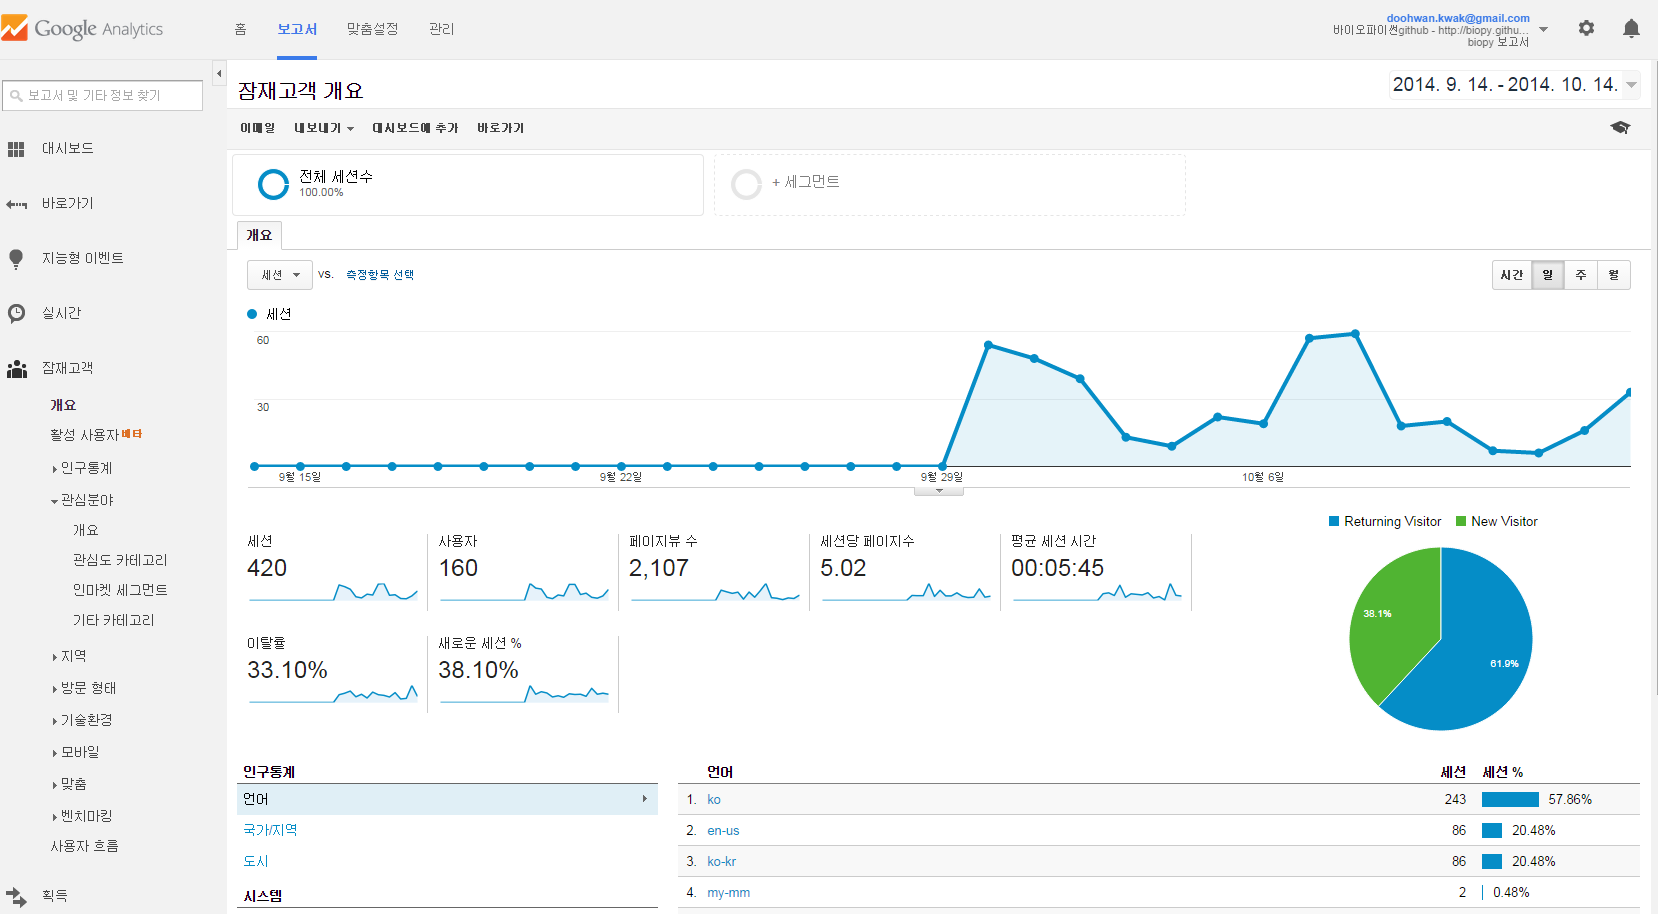 Google Analytics
홈 보고서 맞춤설정 관리
doohwan.kwak@gmail.com
바이오파이썬github - http://biopy.githu...
biopy 보고서
보고서 및 기타 정보 찾기
대시보드
바로가기
지능형 이벤트
실시간
잠재고객
개요
활성 사용자 베타
인구통계
관심분야
개요
관심도 카테고리
인마켓 세그먼트
기타 카테고리
지역
방문 형태
기술환경
모바일
맞춤
벤치마킹
사용자 흐름
획득
잠재고객 개요
2014. 9. 14. - 2014. 10. 14.
이메일 내보내기 대시보드에 추가 바로가기
전체 세션수
100.00%
+ 세그먼트
개요
세션 vs. 측정항목 선택
시간 일 주 월
세션
60
30
9월 15일 9월 22일 9월 29일 10월 6일
세션 사용자 페이지뷰 수 세션당 페이지수 평균 세션 시간
420 160 2,107 5.02 00:05:45
이탈률 새로운 세션 %
33.10% 38.10%
Returning Visitor New Visitor
38.1%
61.9%
인구통계
언어
국가/지역
도시
시스템
언어 세션 세션 %
1. ko 243 57.86%
2. en-us 86 20.48%
3. ko-kr 86 20.48%
4. my-mm 2 0.48%